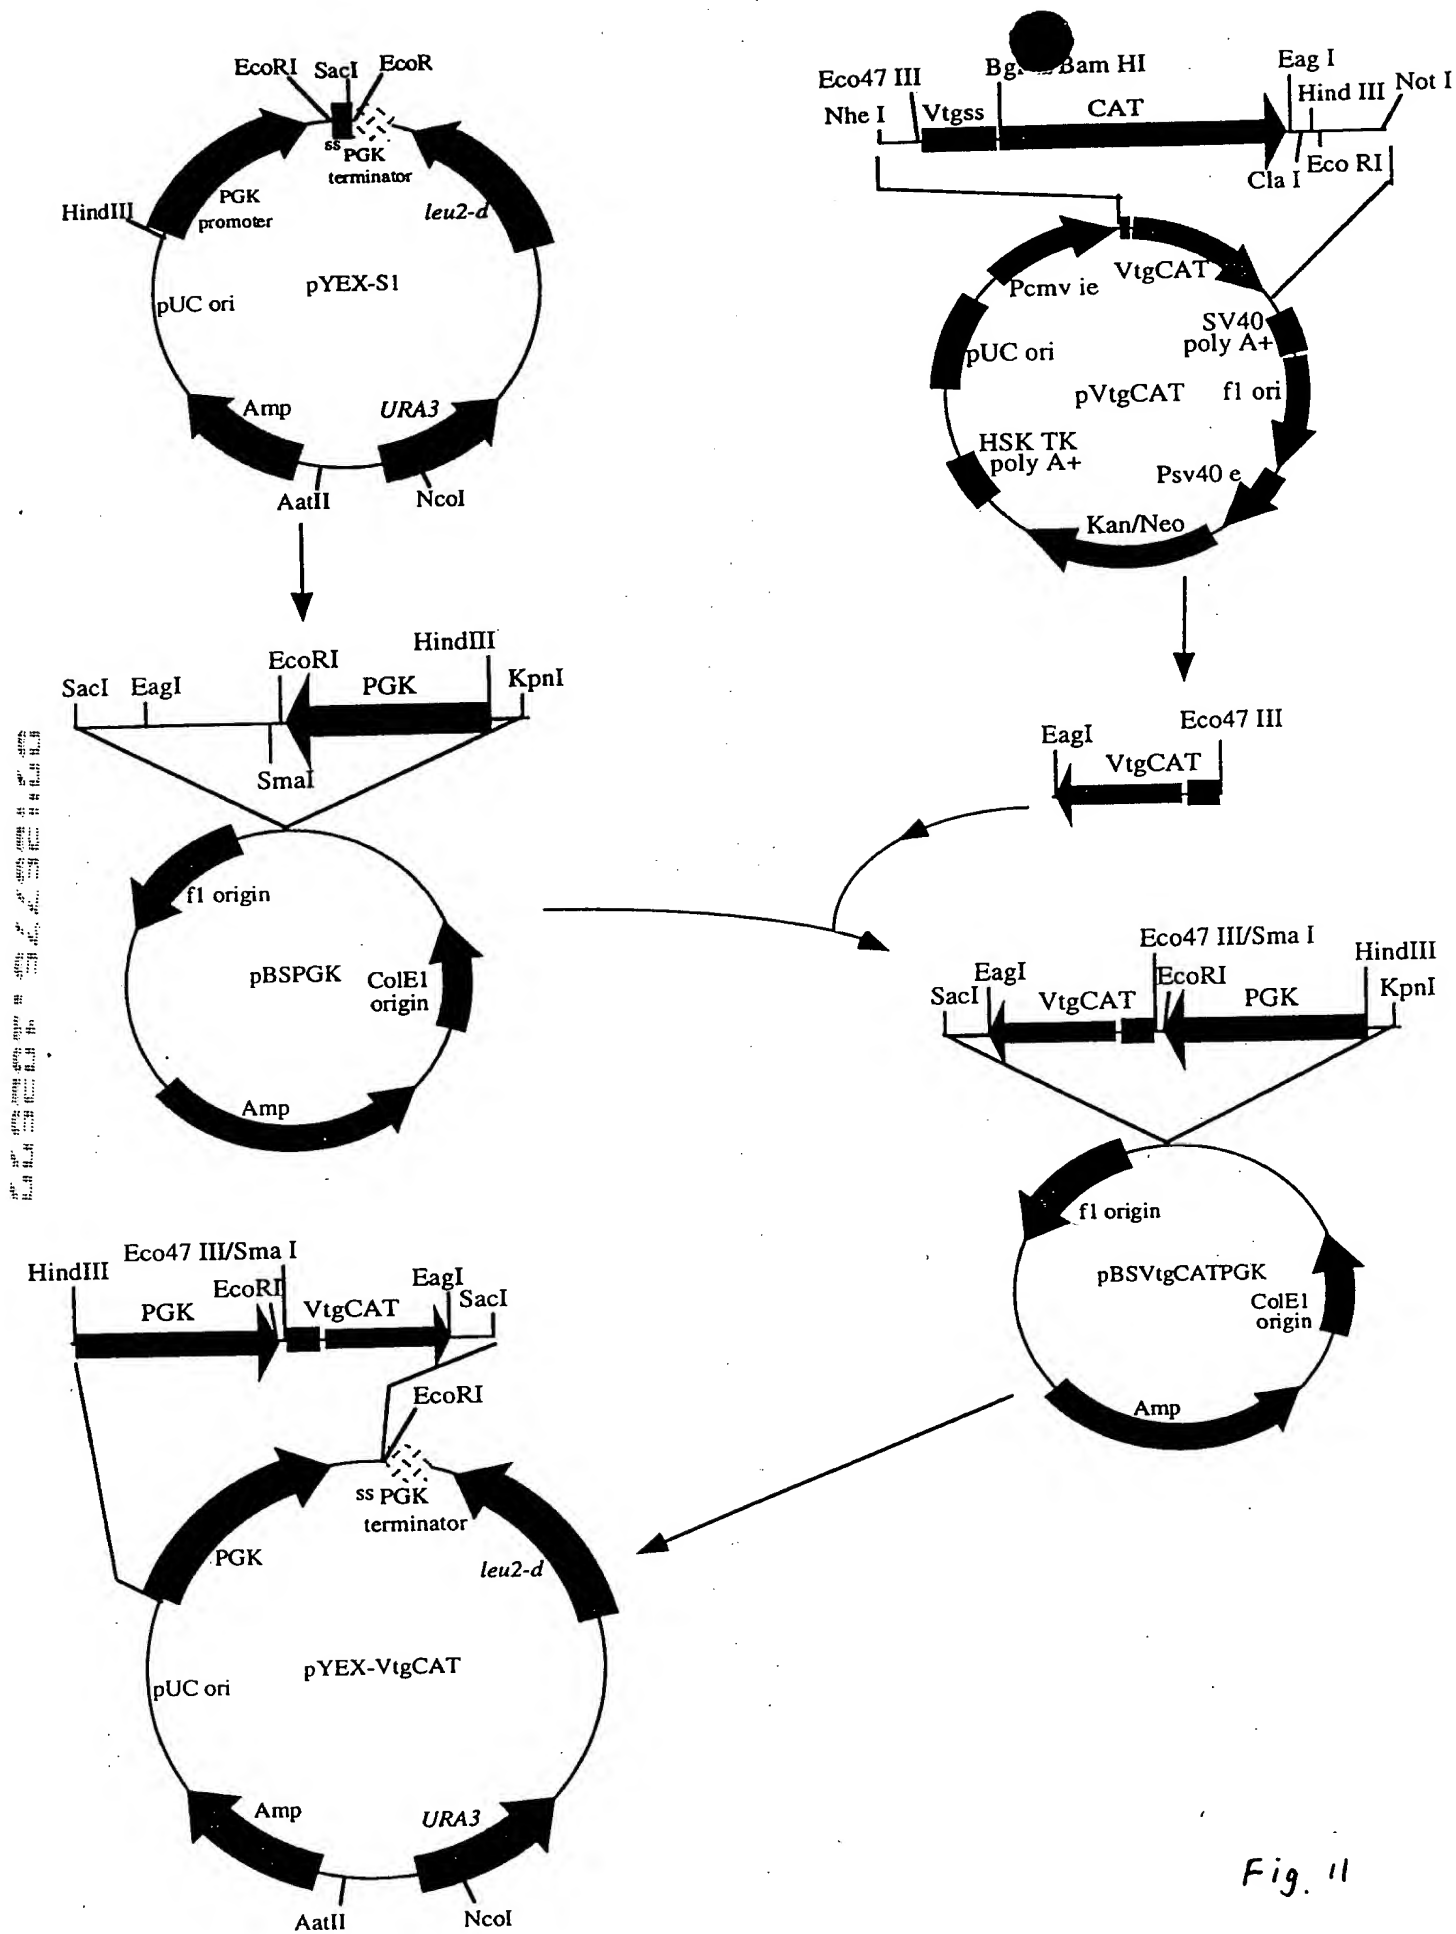 EcoRI SacI EcoR
ss PGK
terminator
PGK
promoter
leu2-d
HindIII
pUC ori
pYEX-S1
Amp
URA3
AatII
NcoI
Bam HI
Eag I
Eco47 III
Hind III
Not I
Nhe I
Vtgss
CAT
Cla I
Eco RI
Pcmv ie
VtgCAT
pUC ori
SV40
poly A+
pVtgCAT
f1 ori
HSK TK
poly A+
Psv40 e
Kan/Neo
HindIII
EcoRI
SacI EagI
PGK
KpnI
SmaI
f1 origin
pBSPGK
ColE1
origin
Amp
Eco47 III
EagI
VtgCAT
Eco47 III/Sma I
HindIII
EagI
EcoRI
SacI
VtgCAT
PGK
KpnI
f1 origin
pBSVtgCATPGK
ColE1
origin
Amp
Eco47 III/Sma I
HindIII
EcoRI
EagI
PGK
VtgCAT
SacI
EcoRI
ss PGK
terminator
PGK
leu2-d
pYEX-VtgCAT
pUC ori
Amp
URA3
AatII
NcoI
Fig. 11